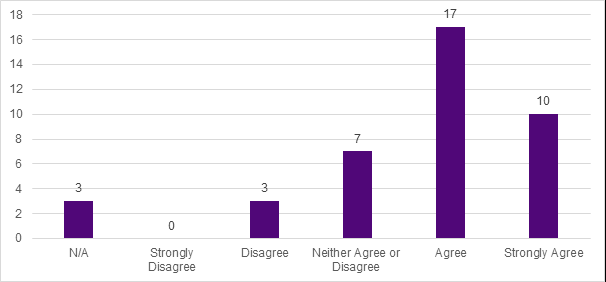 18
16
14
12
10
8
6
4
2
0
3
0
3
7
17
10
N/A
Strongly
Disagree
Disagree
Neither Agree or
Disagree
Agree
Strongly Agree